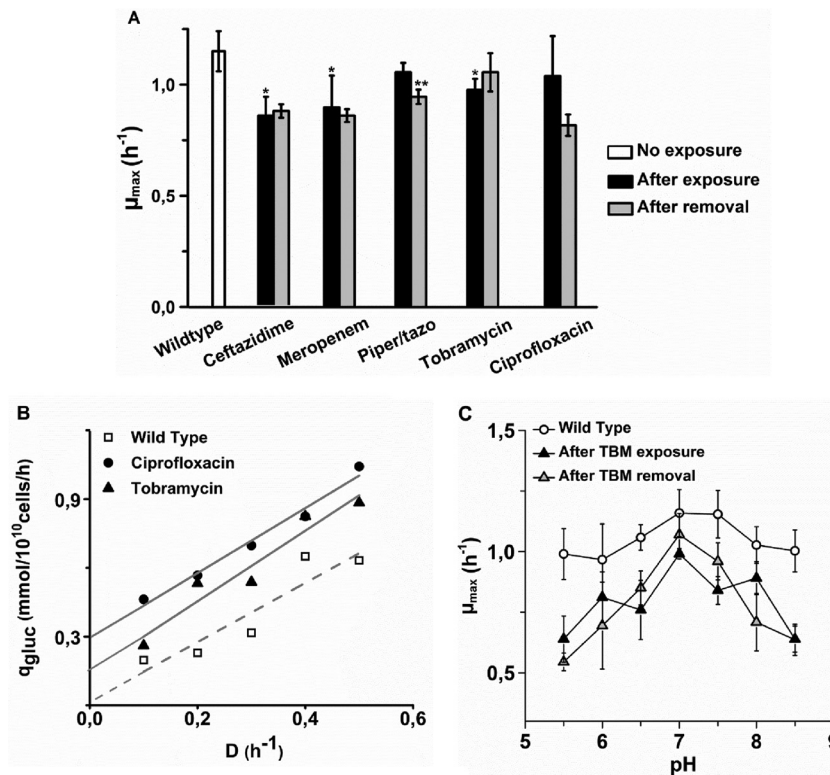 A
μmax (h-1)
1,0
0,5
0,0
* * ** *
No exposure
After exposure
After removal
Wildtype Ceftazidime Meropenem Piper/tazo Tobramycin Ciprofloxacin
B
Wild Type
Ciprofloxacin
Tobramycin
qgluc (mmol/10^10cells/h)
0,9
0,3
0,0 0,2 0,4 0,6
D (h-1)
C
Wild Type
After TBM exposure
After TBM removal
μmax (h-1)
1,5
1,0
0,5
5 6 7 8 9
pH